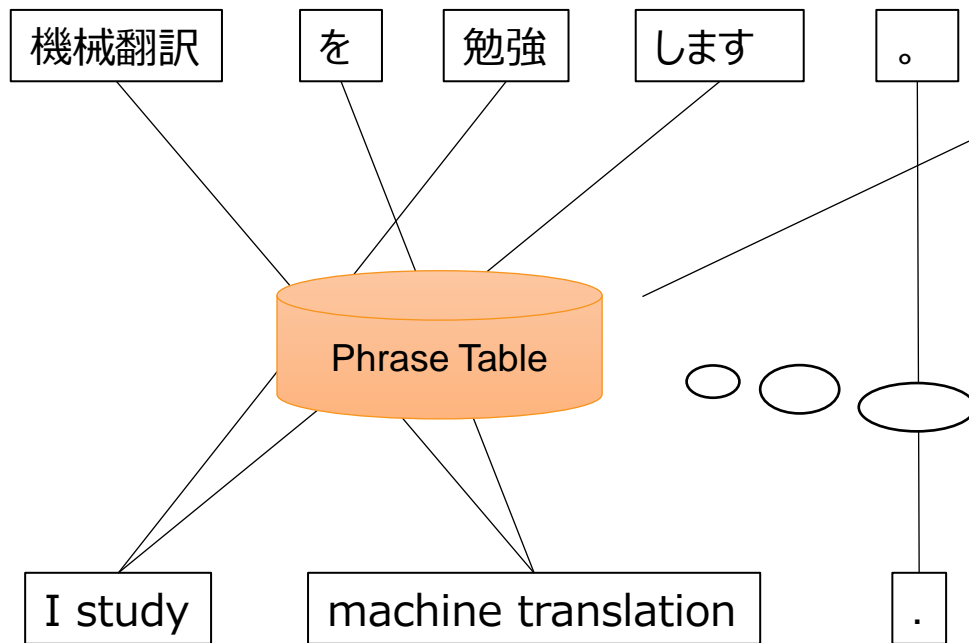 機械翻訳 を 勉強 します 。
Phrase Table
I study machine translation .